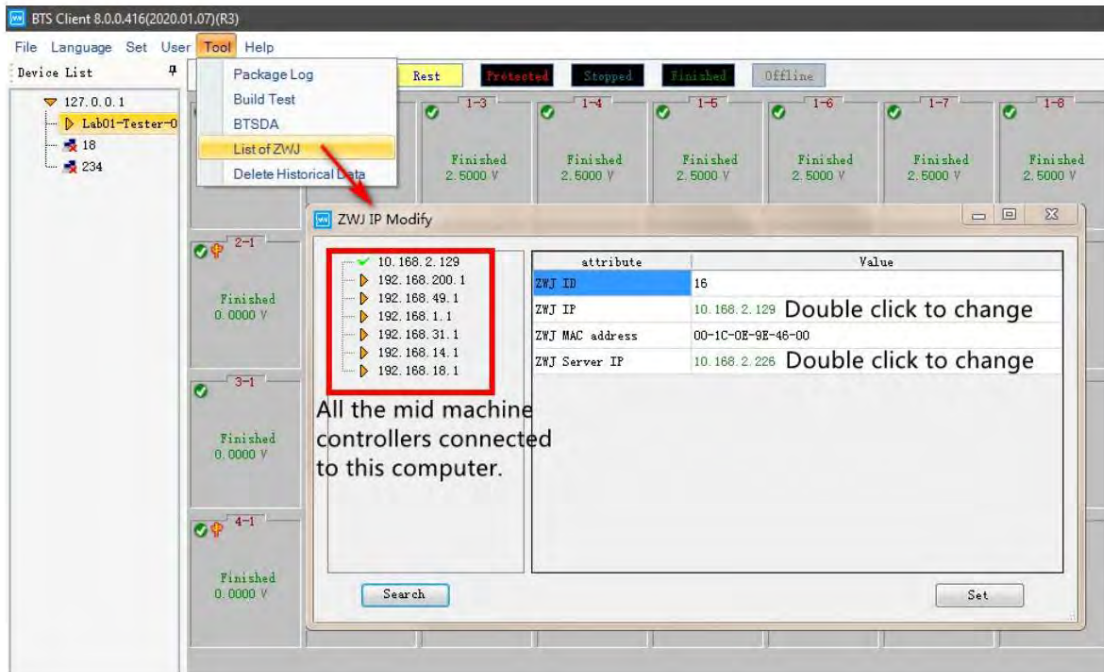 BTS Client 8.0.0.416(2020.01.07)(R3)
File Language Set User Tool Help
Device List
Rest Protected Stopped Finished Offline
127.0.0.1
Lab01-Tester-0
18
234
Package Log
Build Test
BTSDA
List of ZWJ
Delete Historical Data
1-3 1-4 1-5 1-6 1-7 1-8
Finished Finished Finished Finished Finished Finished
2.5000 V 2.5000 V 2.5000 V 2.5000 V 2.5000 V 2.5000 V
ZWJ IP Modify
10.168.2.129
192.168.200.1
192.168.49.1
192.168.1.1
192.168.31.1
192.168.14.1
192.168.18.1
All the mid machine
controllers connected
to this computer.
attribute Value
ZWJ ID 16
ZWJ IP 10.168.2.129 Double click to change
ZWJ MAC address 00-1C-0E-9E-46-00
ZWJ Server IP 10.168.2.226 Double click to change
Search Set
2-1
Finished
0.0000 V
3-1
Finished
0.0000 V
4-1
Finished
0.0000 V